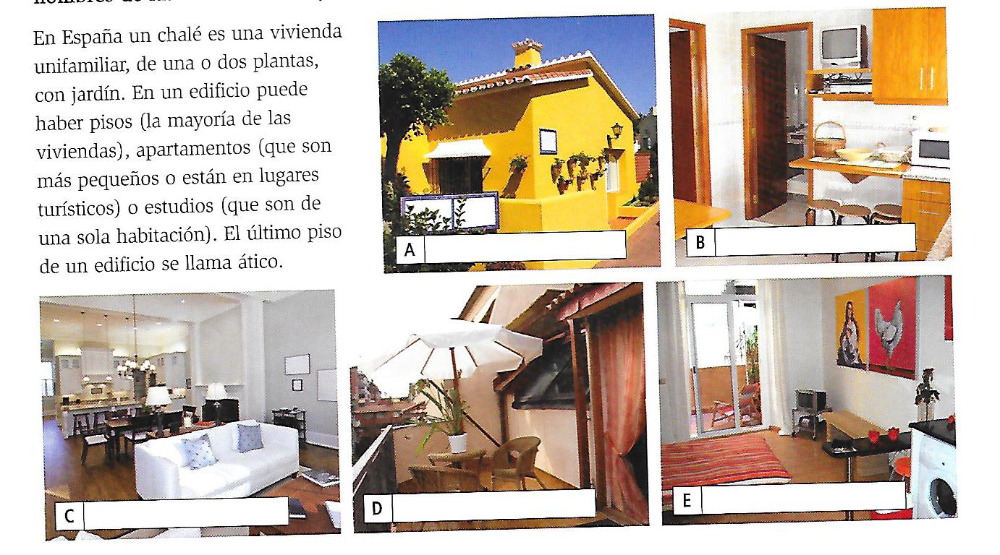 En España un chalé es una vivienda
unifamiliar, de una o dos plantas,
con jardín. En un edificio puede
haber pisos (la mayoría de las
viviendas), apartamentos (que son
más pequeños o están en lugares
turísticos) o estudios (que son de
una sola habitación). El último piso
de un edificio se llama ático.
A
B
C
D
E